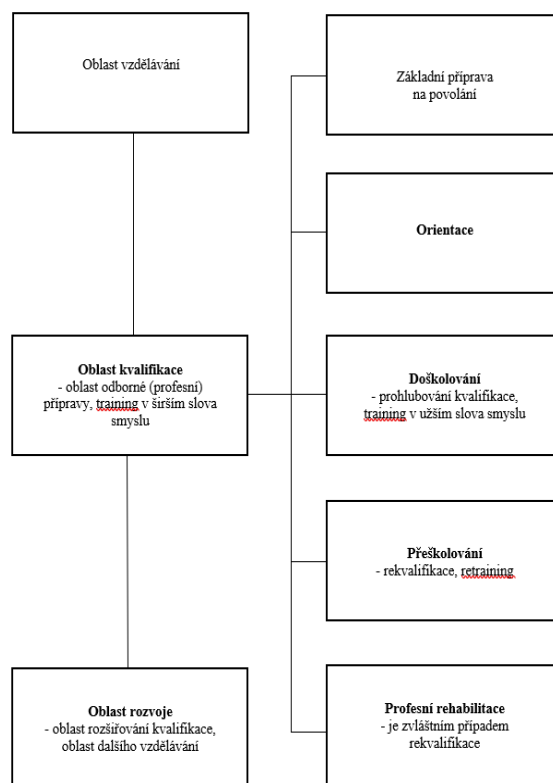 Oblast vzdělávání
Základní příprava
na povolání
Orientace
Oblast kvalifikace
- oblast odborné (profesní)
přípravy, training v širším slova
smyslu
Doškolování
- prohlubování kvalifikace,
training v užším slova smyslu
Přeškolování
- rekvalifikace, retraining
Oblast rozvoje
- oblast rozšiřování kvalifikace,
oblast dalšího vzdělávání
Profesní rehabilitace
- je zvláštním případem
rekvalifikace